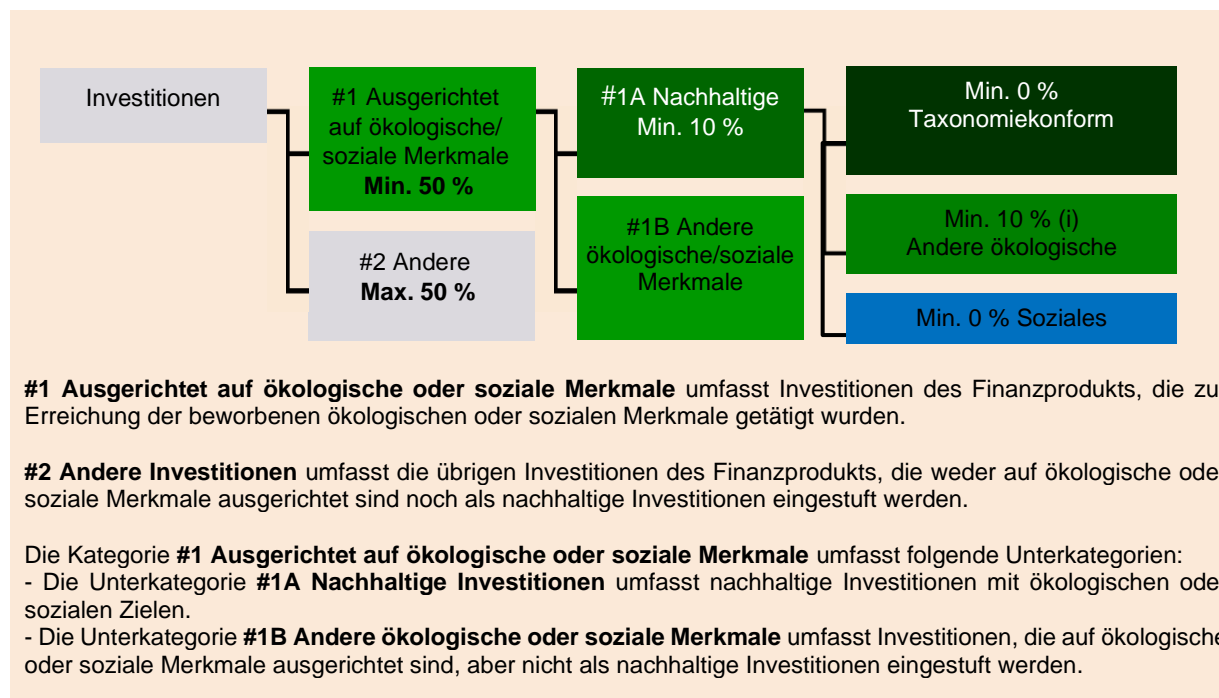 Investitionen
#1 Ausgerichtet
auf ökologische/
soziale Merkmale
Min. 50 %
#2 Andere
Max. 50 %
#1A Nachhaltige
Min. 10 %
#1B Andere
ökologische/soziale
Merkmale
Min. 0 %
Taxonomiekonform
Min. 10 % (i)
Andere ökologische
Min. 0 % Soziales
#1 Ausgerichtet auf ökologische oder soziale Merkmale umfasst Investitionen des Finanzprodukts, die zu
Erreichung der beworbenen ökologischen oder sozialen Merkmale getätigt wurden.
#2 Andere Investitionen umfasst die übrigen Investitionen des Finanzprodukts, die weder auf ökologische ode
soziale Merkmale ausgerichtet sind noch als nachhaltige Investitionen eingestuft werden.
Die Kategorie #1 Ausgerichtet auf ökologische oder soziale Merkmale umfasst folgende Unterkategorien:
- Die Unterkategorie #1A Nachhaltige Investitionen umfasst nachhaltige Investitionen mit ökologischen ode
sozialen Zielen.
- Die Unterkategorie #1B Andere ökologische oder soziale Merkmale umfasst Investitionen, die auf ökologische
oder soziale Merkmale ausgerichtet sind, aber nicht als nachhaltige Investitionen eingestuft werden.